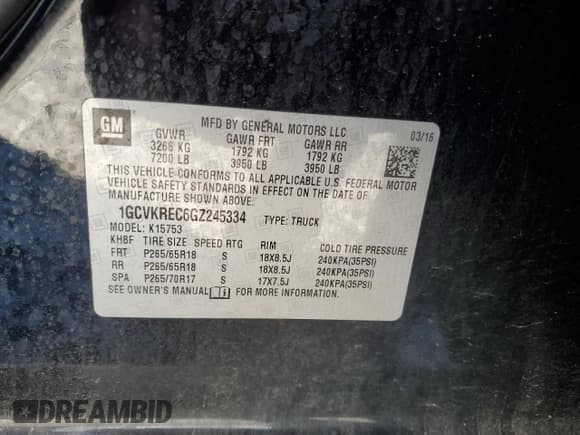 GM
MFD BY GENERAL MOTORS LLC
03/16
GVWR GAWR FRT GAWR RR
3266 KG 1792 KG 1792 KG
7200 LB 3950 LB 3950 LB
THIS VEHICLE CONFORMS TO ALL APPLICABLE U.S. FEDERAL MOTOR
VEHICLE SAFETY STANDARDS IN EFFECT ON THE DATE OF
MANUFACTURE SHOWN ABOVE.
1GCVKREC6GZ245334 TYPE: TRUCK
MODEL: K15753
KHBF TIRE SIZE SPEED RTG RIM COLD TIRE PRESSURE
FRT P265/65R18 S 18X8.5J 240KPA(35PSI)
RR P265/65R18 S 18X8.5J 240KPA(35PSI)
SPA P265/70R17 S 17X7.5J 240KPA(35PSI)
SEE OWNER'S MANUAL FOR MORE INFORMATION.
DREAMBID